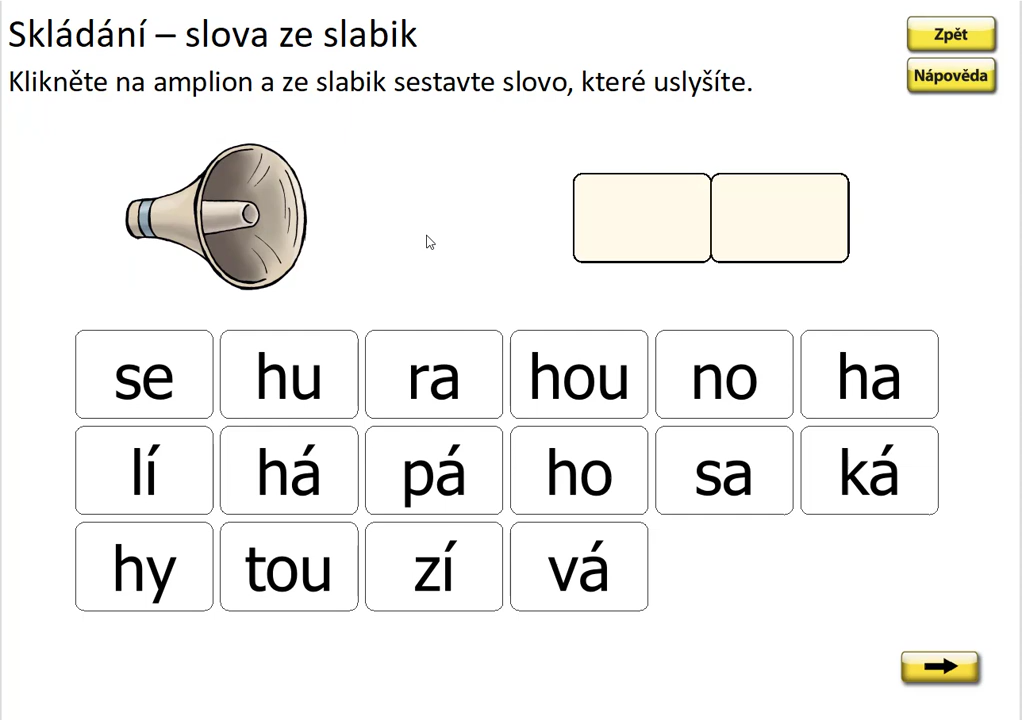 Skládání – slova ze slabik
Zpět
Klikněte na amplion a ze slabik sestavte slovo, které uslyšíte.
Nápověda
se hu ra hou no ha
lí há pá ho sa ká
hy tou zí vá